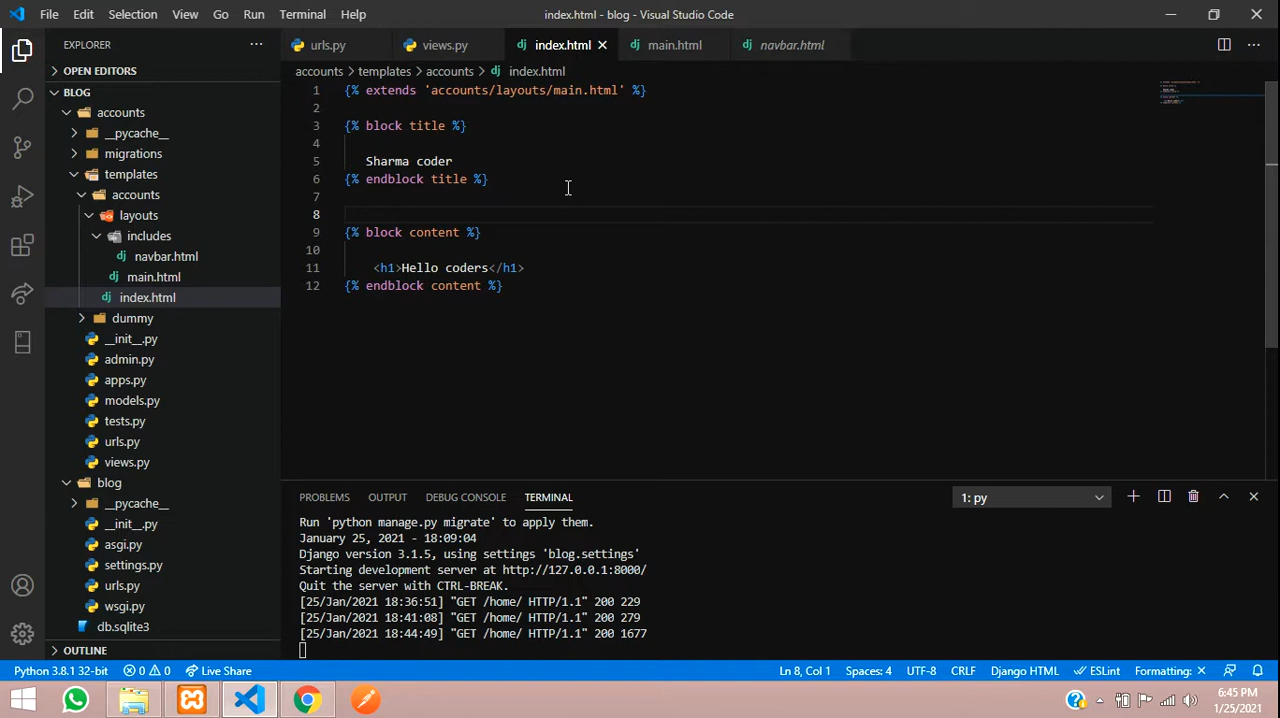 File Edit Selection View Go Run Terminal Help index.html - blog - Visual Studio Code
EXPLORER
OPEN EDITORS
BLOG
accounts
__pycache__
migrations
templates
accounts
layouts
includes
navbar.html
main.html
index.html
dummy
__init__.py
admin.py
apps.py
models.py
tests.py
urls.py
views.py
blog
__pycache__
__init__.py
asgi.py
settings.py
urls.py
wsgi.py
db.sqlite3
OUTLINE
urls.py views.py dj index.html dj main.html dj navbar.html
accounts > templates > accounts > dj index.html
1 {% extends 'accounts/layouts/main.html' %}
2
3 {% block title %}
4
5 Sharma coder
6 {% endblock title %}
7
8
9 {% block content %}
10
11 <h1>Hello coders</h1>
12 {% endblock content %}
PROBLEMS OUTPUT DEBUG CONSOLE TERMINAL 1: py
Run 'python manage.py migrate' to apply them.
January 25, 2021 - 18:09:04
Django version 3.1.5, using settings 'blog.settings'
Starting development server at http://127.0.0.1:8000/
Quit the server with CTRL-BREAK.
[25/Jan/2021 18:36:51] "GET /home/ HTTP/1.1" 200 229
[25/Jan/2021 18:41:08] "GET /home/ HTTP/1.1" 200 279
[25/Jan/2021 18:44:49] "GET /home/ HTTP/1.1" 200 1677
Python 3.8.1 32-bit 0 0 Live Share Ln 8, Col 1 Spaces: 4 UTF-8 CRLF Django HTML ESLint Formatting: ×
6:45 PM
1/25/2021